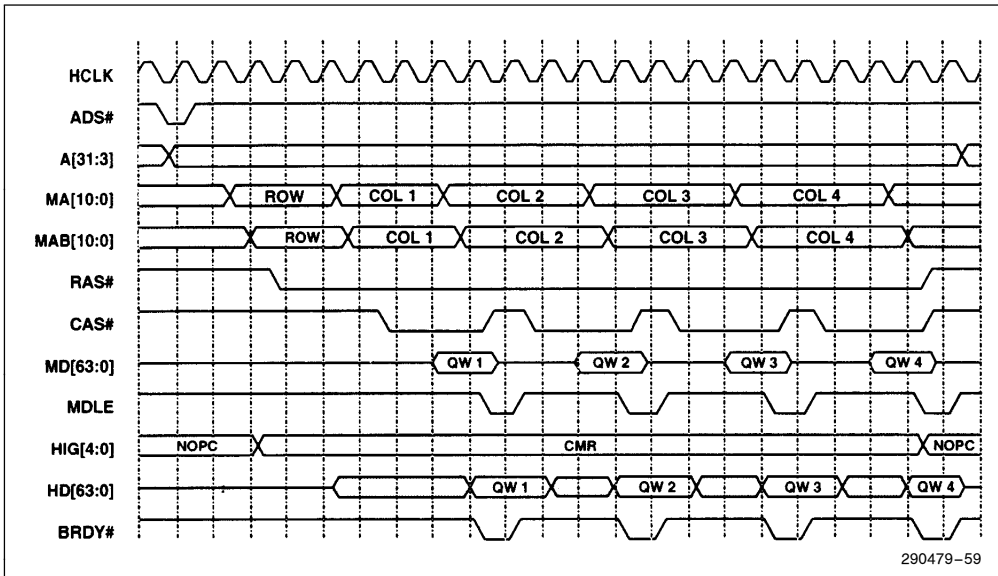 HCLK
ADS#
A[31:3]
MA[10:0] ROW COL 1 COL 2 COL 3 COL 4
MAB[10:0] ROW COL 1 COL 2 COL 3 COL 4
RAS#
CAS#
MD[63:0] QW 1 QW 2 QW 3 QW 4
MDLE
HIG[4:0] NOPC CMR NOPC
HD[63:0] QW 1 QW 2 QW 3 QW 4
BRDY#
290479–59